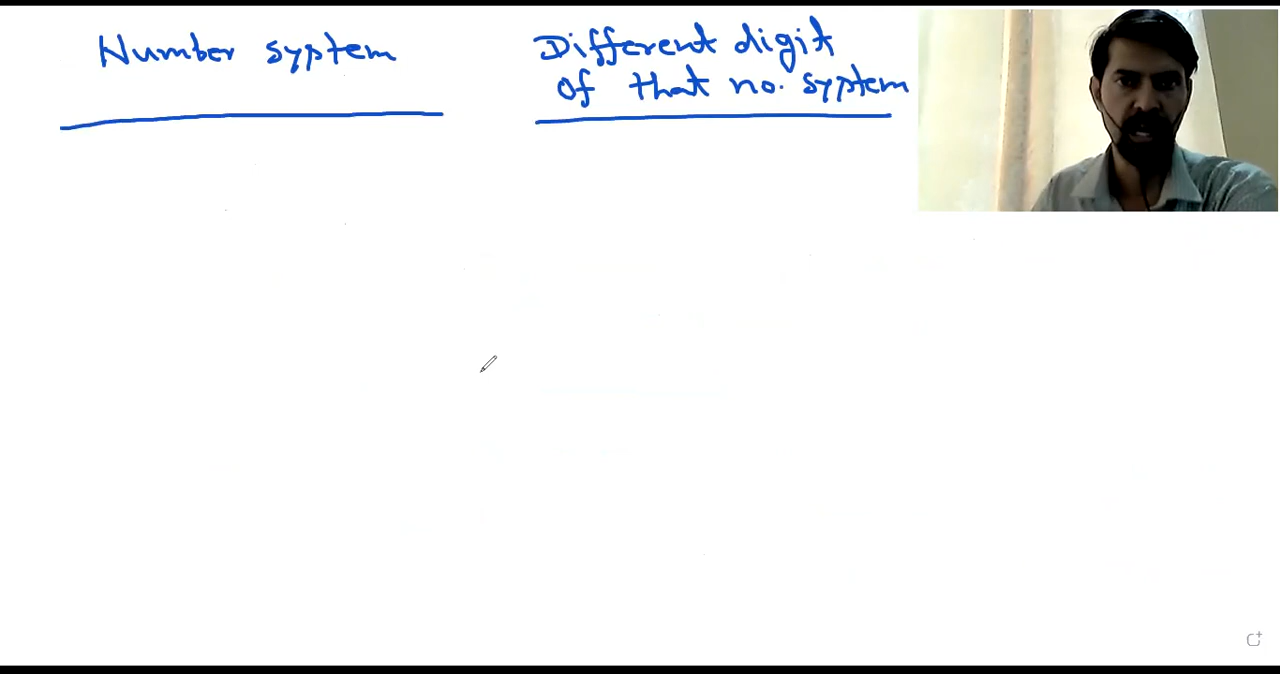 Number system
Different digit
of that no. system